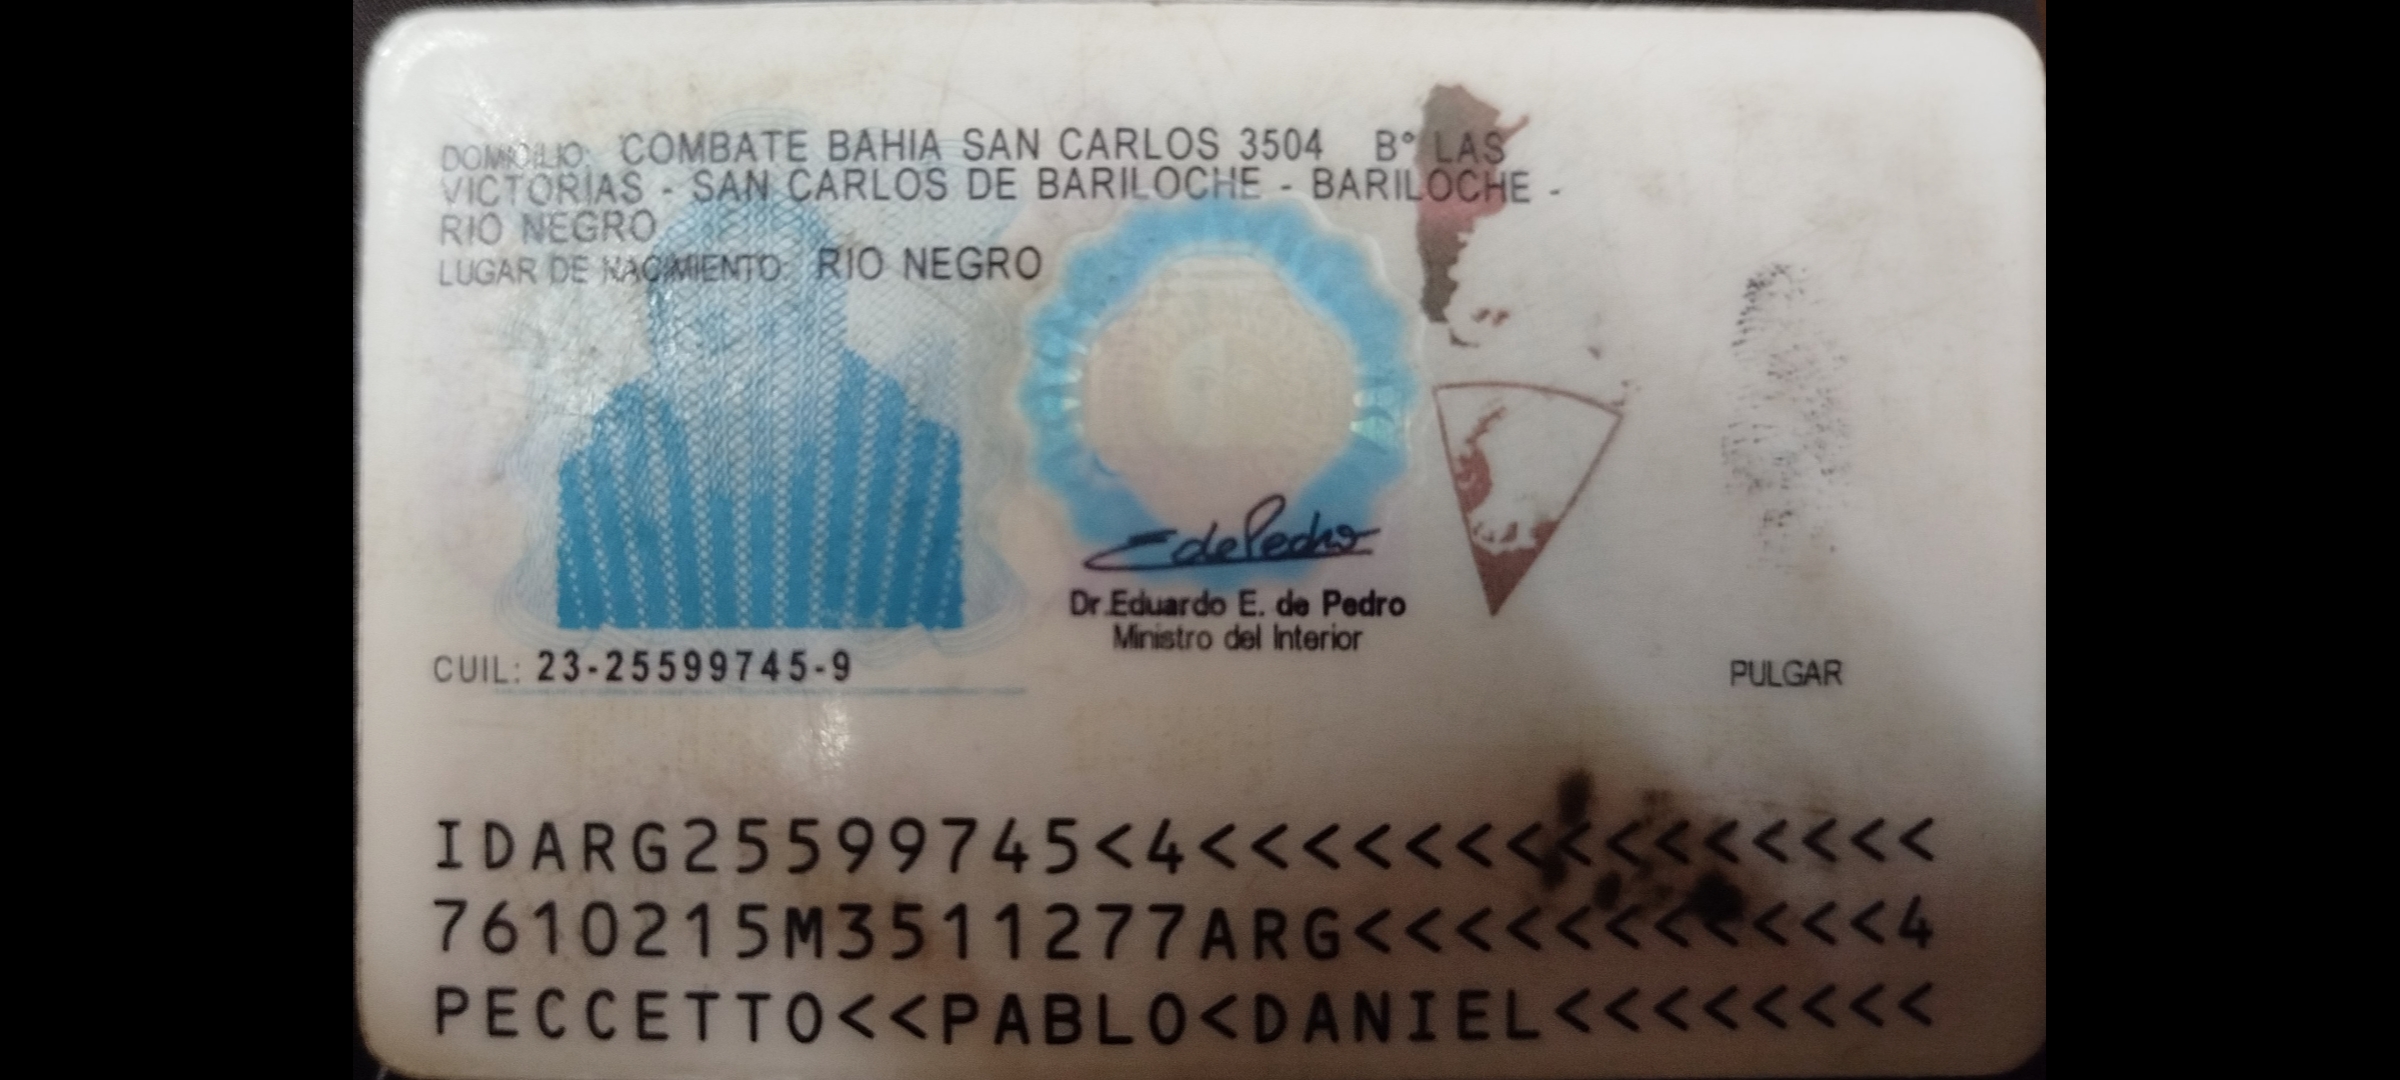 DOMICILIO: COMBATE BAHIA SAN CARLOS 3504 B° LAS
VICTORIAS - SAN CARLOS DE BARILOCHE - BARILOCHE -
RIO NEGRO
LUGAR DE NACIMIENTO: RIO NEGRO
E de Pedro
Dr.Eduardo E. de Pedro
Ministro del Interior
CUIL: 23-25599745-9
PULGAR
IDARG25599745<4<<<<<<<<<<<<<<<
7610215M3511277ARG<<<<<<<<<<<4
PECCETTO<<PABLO<DANIEL<<<<<<<<